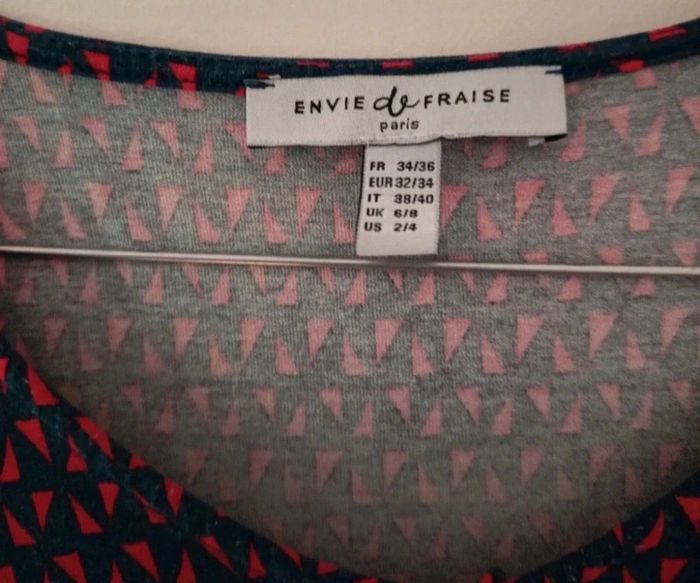 ENVIE de FRAISE
paris
FR 34/36
EUR 32/34
IT 38/40
UK 6/8
US 2/4